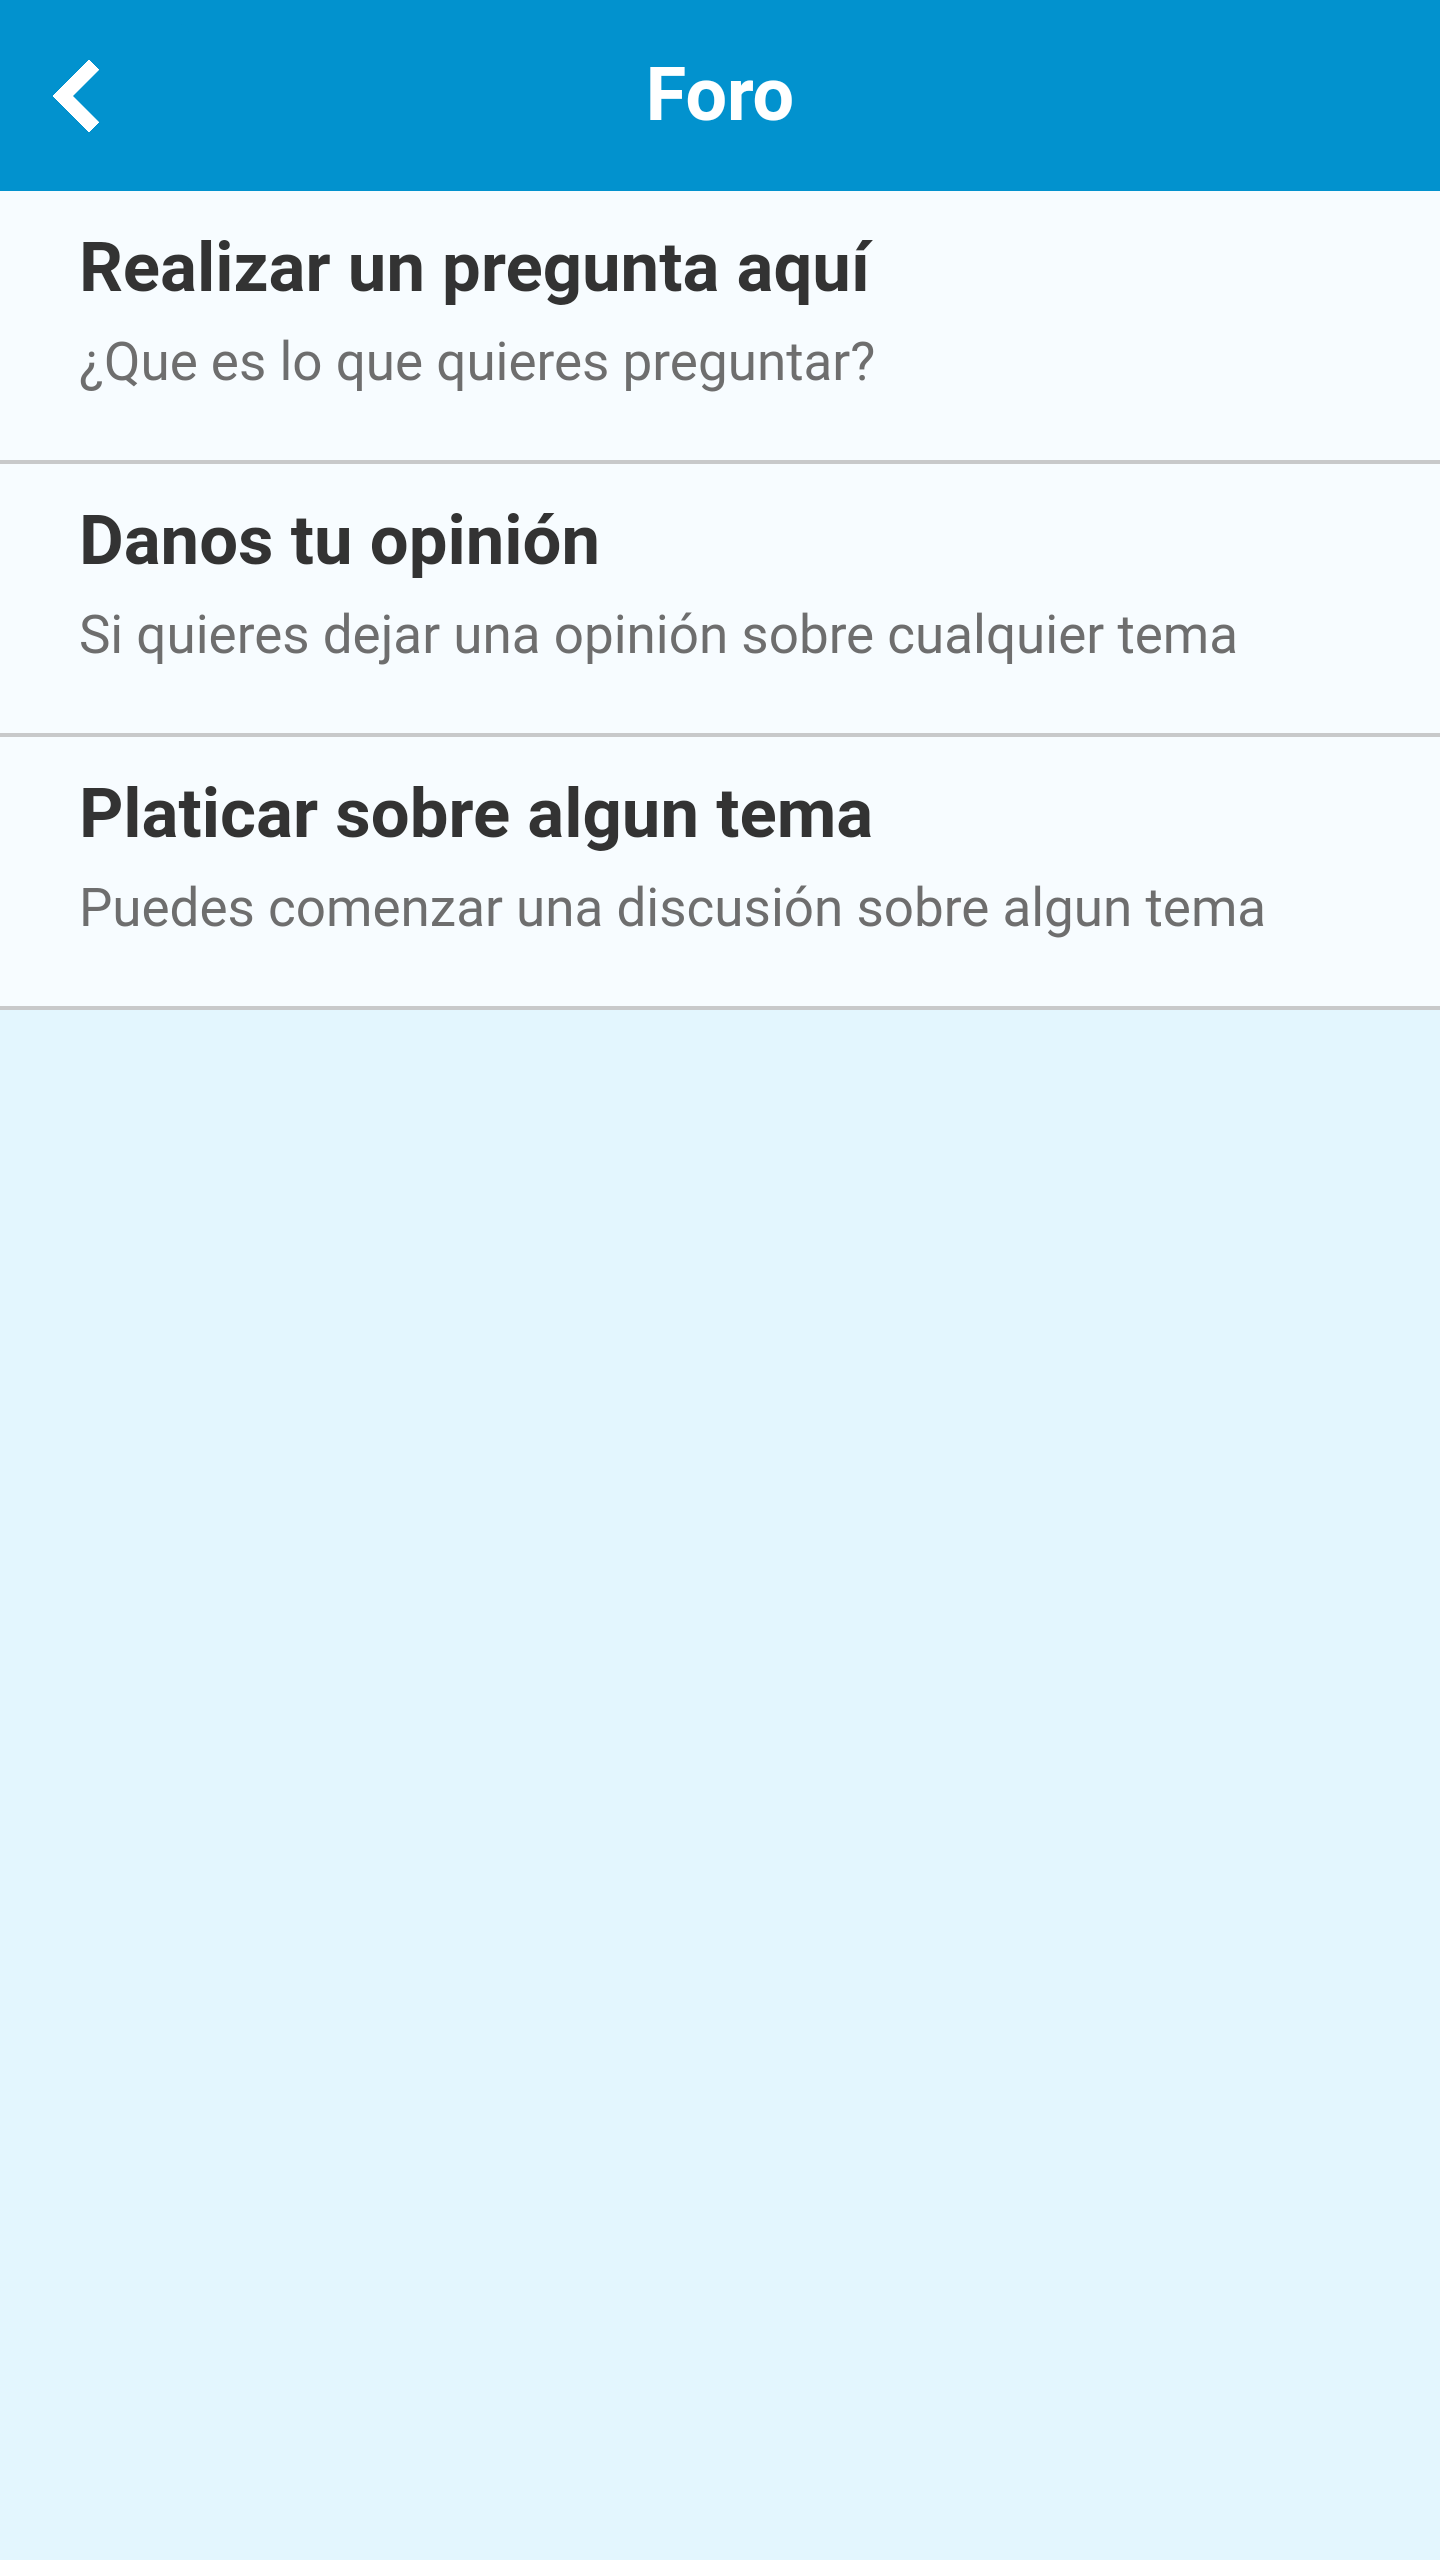 Foro
Realizar un pregunta aquí
¿Que es lo que quieres preguntar?
Danos tu opinión
Si quieres dejar una opinión sobre cualquier tema
Platicar sobre algun tema
Puedes comenzar una discusión sobre algun tema